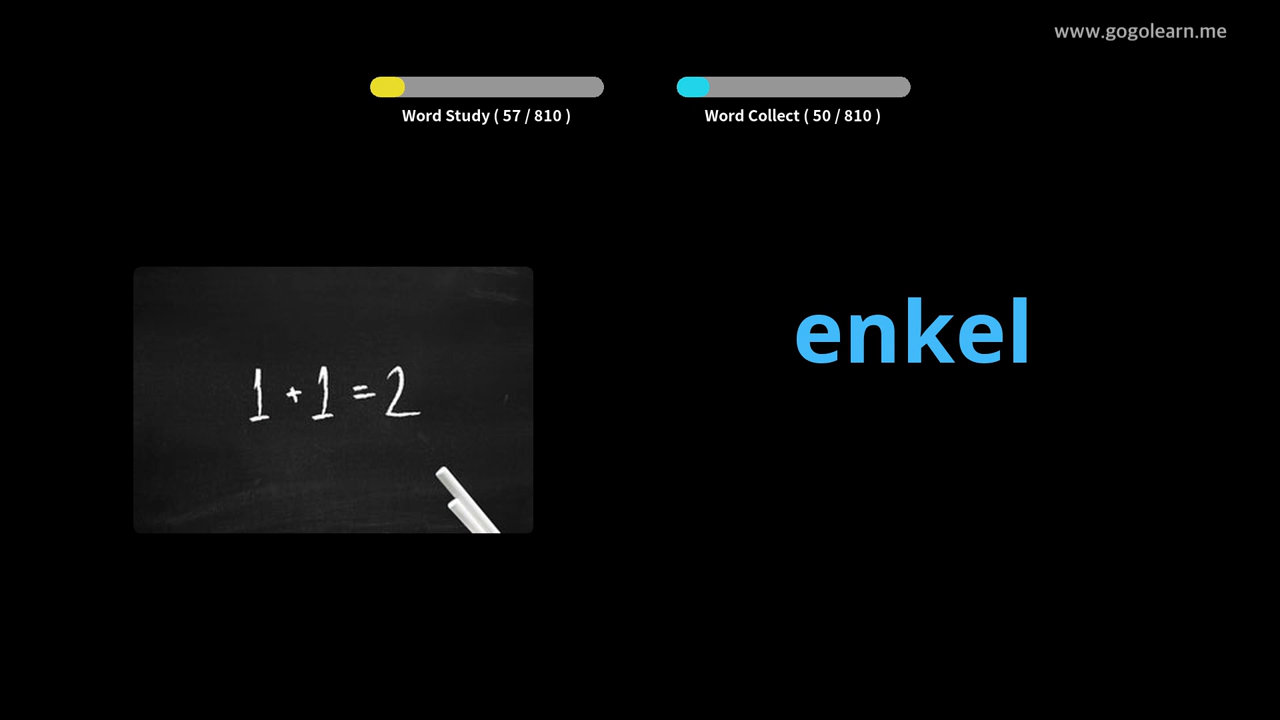 www.gogolearn.me
Word Study ( 57 / 810 )
Word Collect ( 50 / 810 )
enkel
1 + 1 = 2